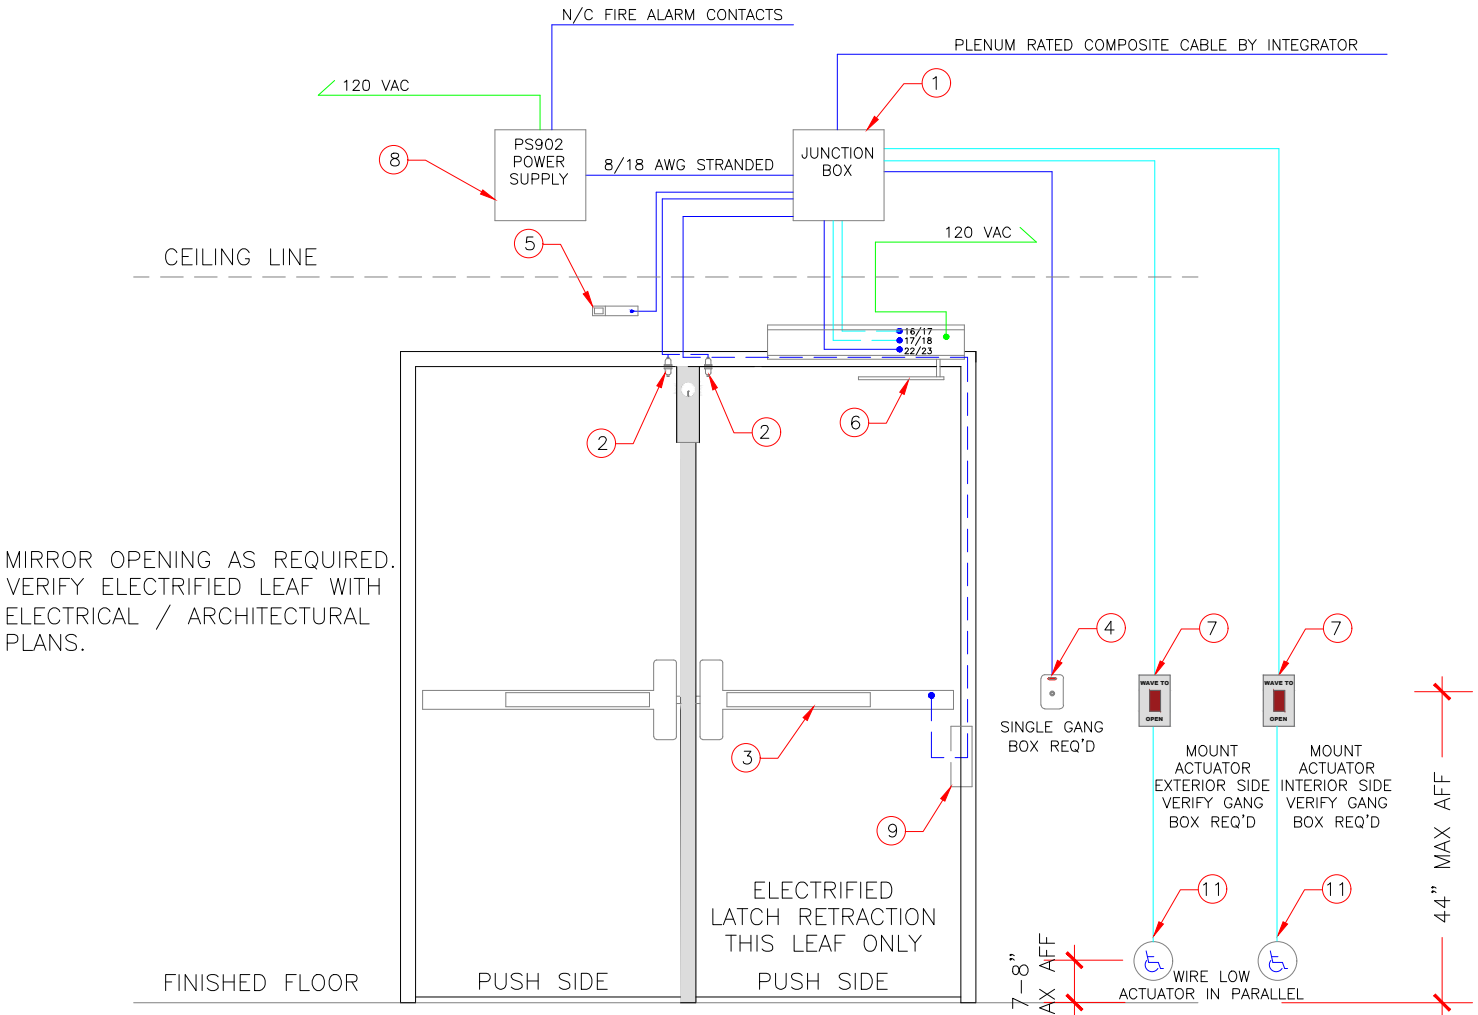 N/C FIRE ALARM CONTACTS
PLENUM RATED COMPOSITE CABLE BY INTEGRATOR
120 VAC
1
PS902
POWER
SUPPLY
8
8/18 AWG STRANDED
JUNCTION
BOX
5
120 VAC
CEILING LINE
16/17
17/18
22/23
6
2
2
MIRROR OPENING AS REQUIRED.
VERIFY ELECTRIFIED LEAF WITH
ELECTRICAL / ARCHITECTURAL
PLANS.
4
7
7
WAVE TO
OPEN
WAVE TO
OPEN
SINGLE GANG
BOX REQ'D
3
9
MOUNT
ACTUATOR
EXTERIOR SIDE
VERIFY GANG
BOX REQ'D
MOUNT
ACTUATOR
INTERIOR SIDE
VERIFY GANG
BOX REQ'D
44" MAX AFF
ELECTRIFIED
LATCH RETRACTION
THIS LEAF ONLY
11
11
7-8"
AX AFF
FINISHED FLOOR
PUSH SIDE
PUSH SIDE
WIRE LOW
ACTUATOR IN PARALLEL